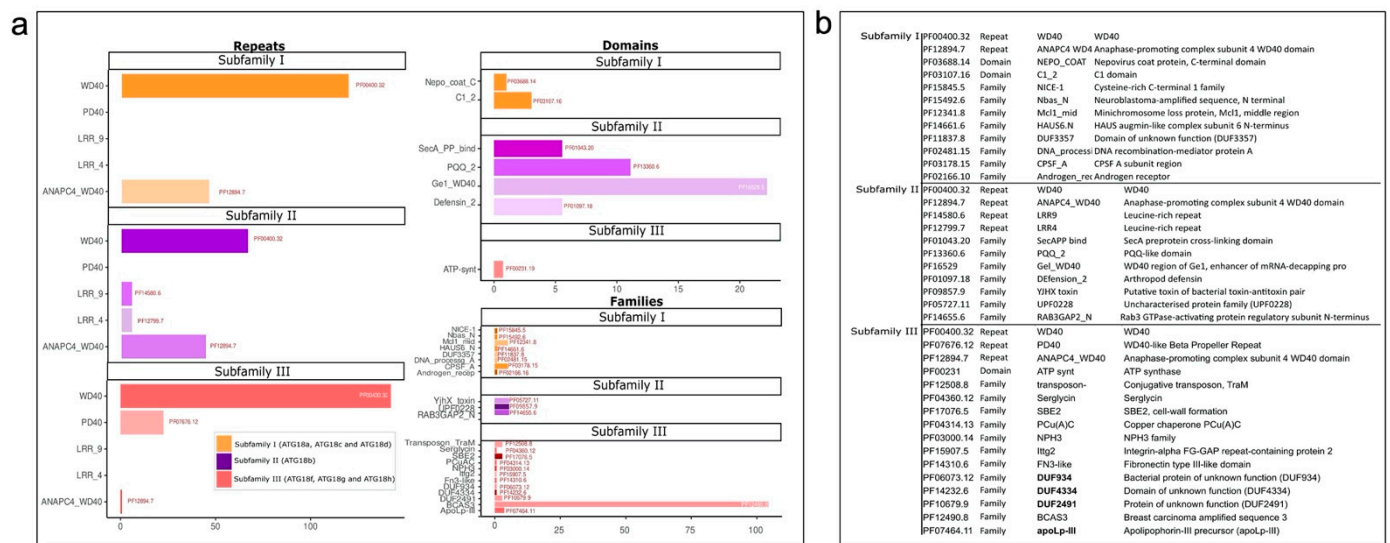 a
Repeats
Subfamily I
WD40
PF00400.32
PD40
LRR_9
LRR_4
ANAPC4_WD40
PF12894.7
Subfamily II
WD40
PF00400.32
PD40
LRR_9
PF14580.6
LRR_4
PF12799.7
ANAPC4_WD40
PF12894.7
Subfamily III
WD40
PF00400.32
PD40
PF07676.12
LRR_9
LRR_4
ANAPC4_WD40
PF12894.7
Subfamily I (ATG18a, ATG18c and ATG18d)
Subfamily II (ATG18b)
Subfamily III (ATG18f, ATG18g and ATG18h)
0 50 100
Domains
Subfamily I
Nepo_coat_C
PF03688.14
C1_2
PF03107.16
Subfamily II
SecA_PP_bind
PF01043.20
PQQ_2
PF13360.6
Ge1_WD40
Defensin_2
PF01097.18
Subfamily III
ATP-synt
PF00231.19
0 5 10 15 20
Families
Subfamily I
NICE-1
PF15845.5
Nbas_N
PF15492.6
Mcl1_mid
PF12341.8
HAUS6_N
PF14661.6
DUF3357
PF11837.8
DNA_processg_A
PF02481.15
CPSF_A
PF03178.15
Androgen_recep
PF02166.16
Subfamily II
YjhX_toxin
PF05727.11
UPF0228
PF09857.9
RAB3GAP2_N
PF14655.6
Subfamily III
Transposon_TraM
PF12508.8
Serglycin
PF04360.12
SBE2
PF17076.5
PCuAC
PF04314.13
NPH3
PF03000.14
Ittg2
PF15907.5
Fn3-like
PF14310.6
DUF934
PF06073.12
DUF4334
PF14232.6
DUF2491
PF10679.9
BCAS3
ApoLp-III
PF07464.11
0 25 50 75 100
b
Subfamily I PF00400.32 Repeat WD40 WD40
PF12894.7 Repeat ANAPC4 WD4 Anaphase-promoting complex subunit 4 WD40 domain
PF03688.14 Domain NEPO_COAT Nepovirus coat protein, C-terminal domain
PF03107.16 Domain C1_2 C1 domain
PF15845.5 Family NICE-1 Cysteine-rich C-terminal 1 family
PF15492.6 Family Nbas_N Neuroblastoma-amplified sequence, N terminal
PF12341.8 Family Mcl1_mid Minichromosome loss protein, Mcl1, middle region
PF14661.6 Family HAUS6.N HAUS augmin-like complex subunit 6 N-terminus
PF11837.8 Family DUF3357 Domain of unknown function (DUF3357)
PF02481.15 Family DNA_processi DNA recombination-mediator protein A
PF03178.15 Family CPSF_A CPSF A subunit region
PF02166.10 Family Androgen_rec Androgen receptor
Subfamily II PF00400.32 Repeat WD40 WD40
PF12894.7 Repeat ANAPC4_WD40 Anaphase-promoting complex subunit 4 WD40 domain
PF14580.6 Repeat LRR9 Leucine-rich repeat
PF12799.7 Repeat LRR4 Leucine-rich repeat
PF01043.20 Family SecAPP bind SecA preprotein cross-linking domain
PF13360.6 Family PQQ_2 PQQ-like domain
PF16529 Family Gel_WD40 WD40 region of Ge1, enhancer of mRNA-decapping pro
PF01097.18 Family DEfension_2 Arthropod defensin
PF09857.9 Family YJHX toxin Putative toxin of bacterial toxin-antitoxin pair
PF05727.11 Family UPF0228 Uncharacterised protein family (UPF0228)
PF14655.6 Family RAB3GAP2_N Rab3 GTPase-activating protein regulatory subunit N-terminus
Subfamily III PF00400.32 Repeat WD40 WD40
PF07676.12 Repeat PD40 WD40-like Beta Propeller Repeat
PF12894.7 Repeat ANAPC4_WD40 Anaphase-promoting complex subunit 4 WD40 domain
PF00231 Domain ATP synt ATP synthase
PF12508.8 Family transposon- Conjugative transposon, TraM
PF04360.12 Family Serglycin Serglycin
PF17076.5 Family SBE2 SBE2, cell-wall formation
PF04314.13 Family PCu(A)C Copper chaperone PCu(A)C
PF03000.14 Family NPH3 NPH3 family
PF15907.5 Family Ittg2 Integrin-alpha FG-GAP repeat-containing protein 2
PF14310.6 Family FN3-like Fibronectin type III-like domain
PF06073.12 Family DUF934 Bacterial protein of unknown function (DUF934)
PF14232.6 Family DUF4334 Domain of unknown function (DUF4334)
PF10679.9 Family DUF2491 Protein of unknown function (DUF2491)
PF12490.8 Family BCAS3 Breast carcinoma amplified sequence 3
PF07464.11 Family apoLp-III Apolipophorin-III precursor (apoLp-III)